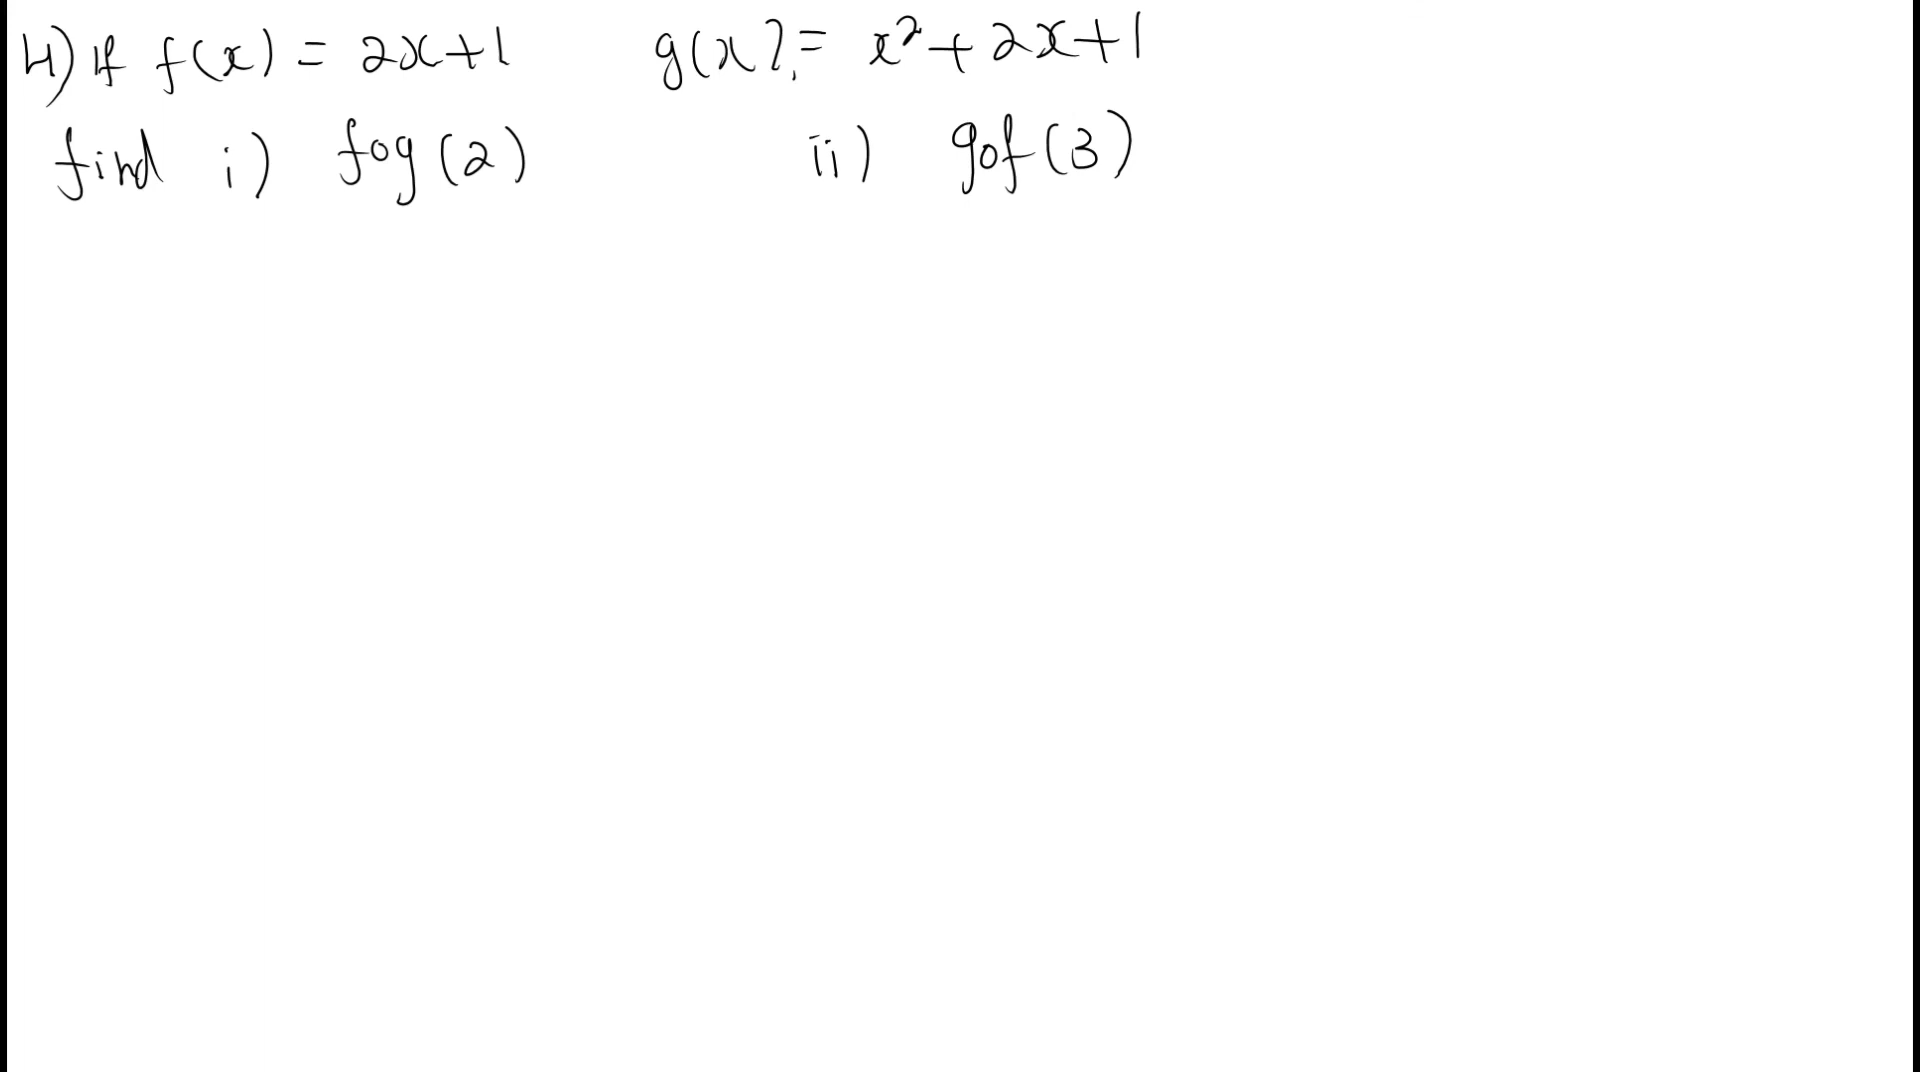 4) If f(x) = 2x+1 g(x) = x²+2x+1
find i) fog(2) ii) gof(3)